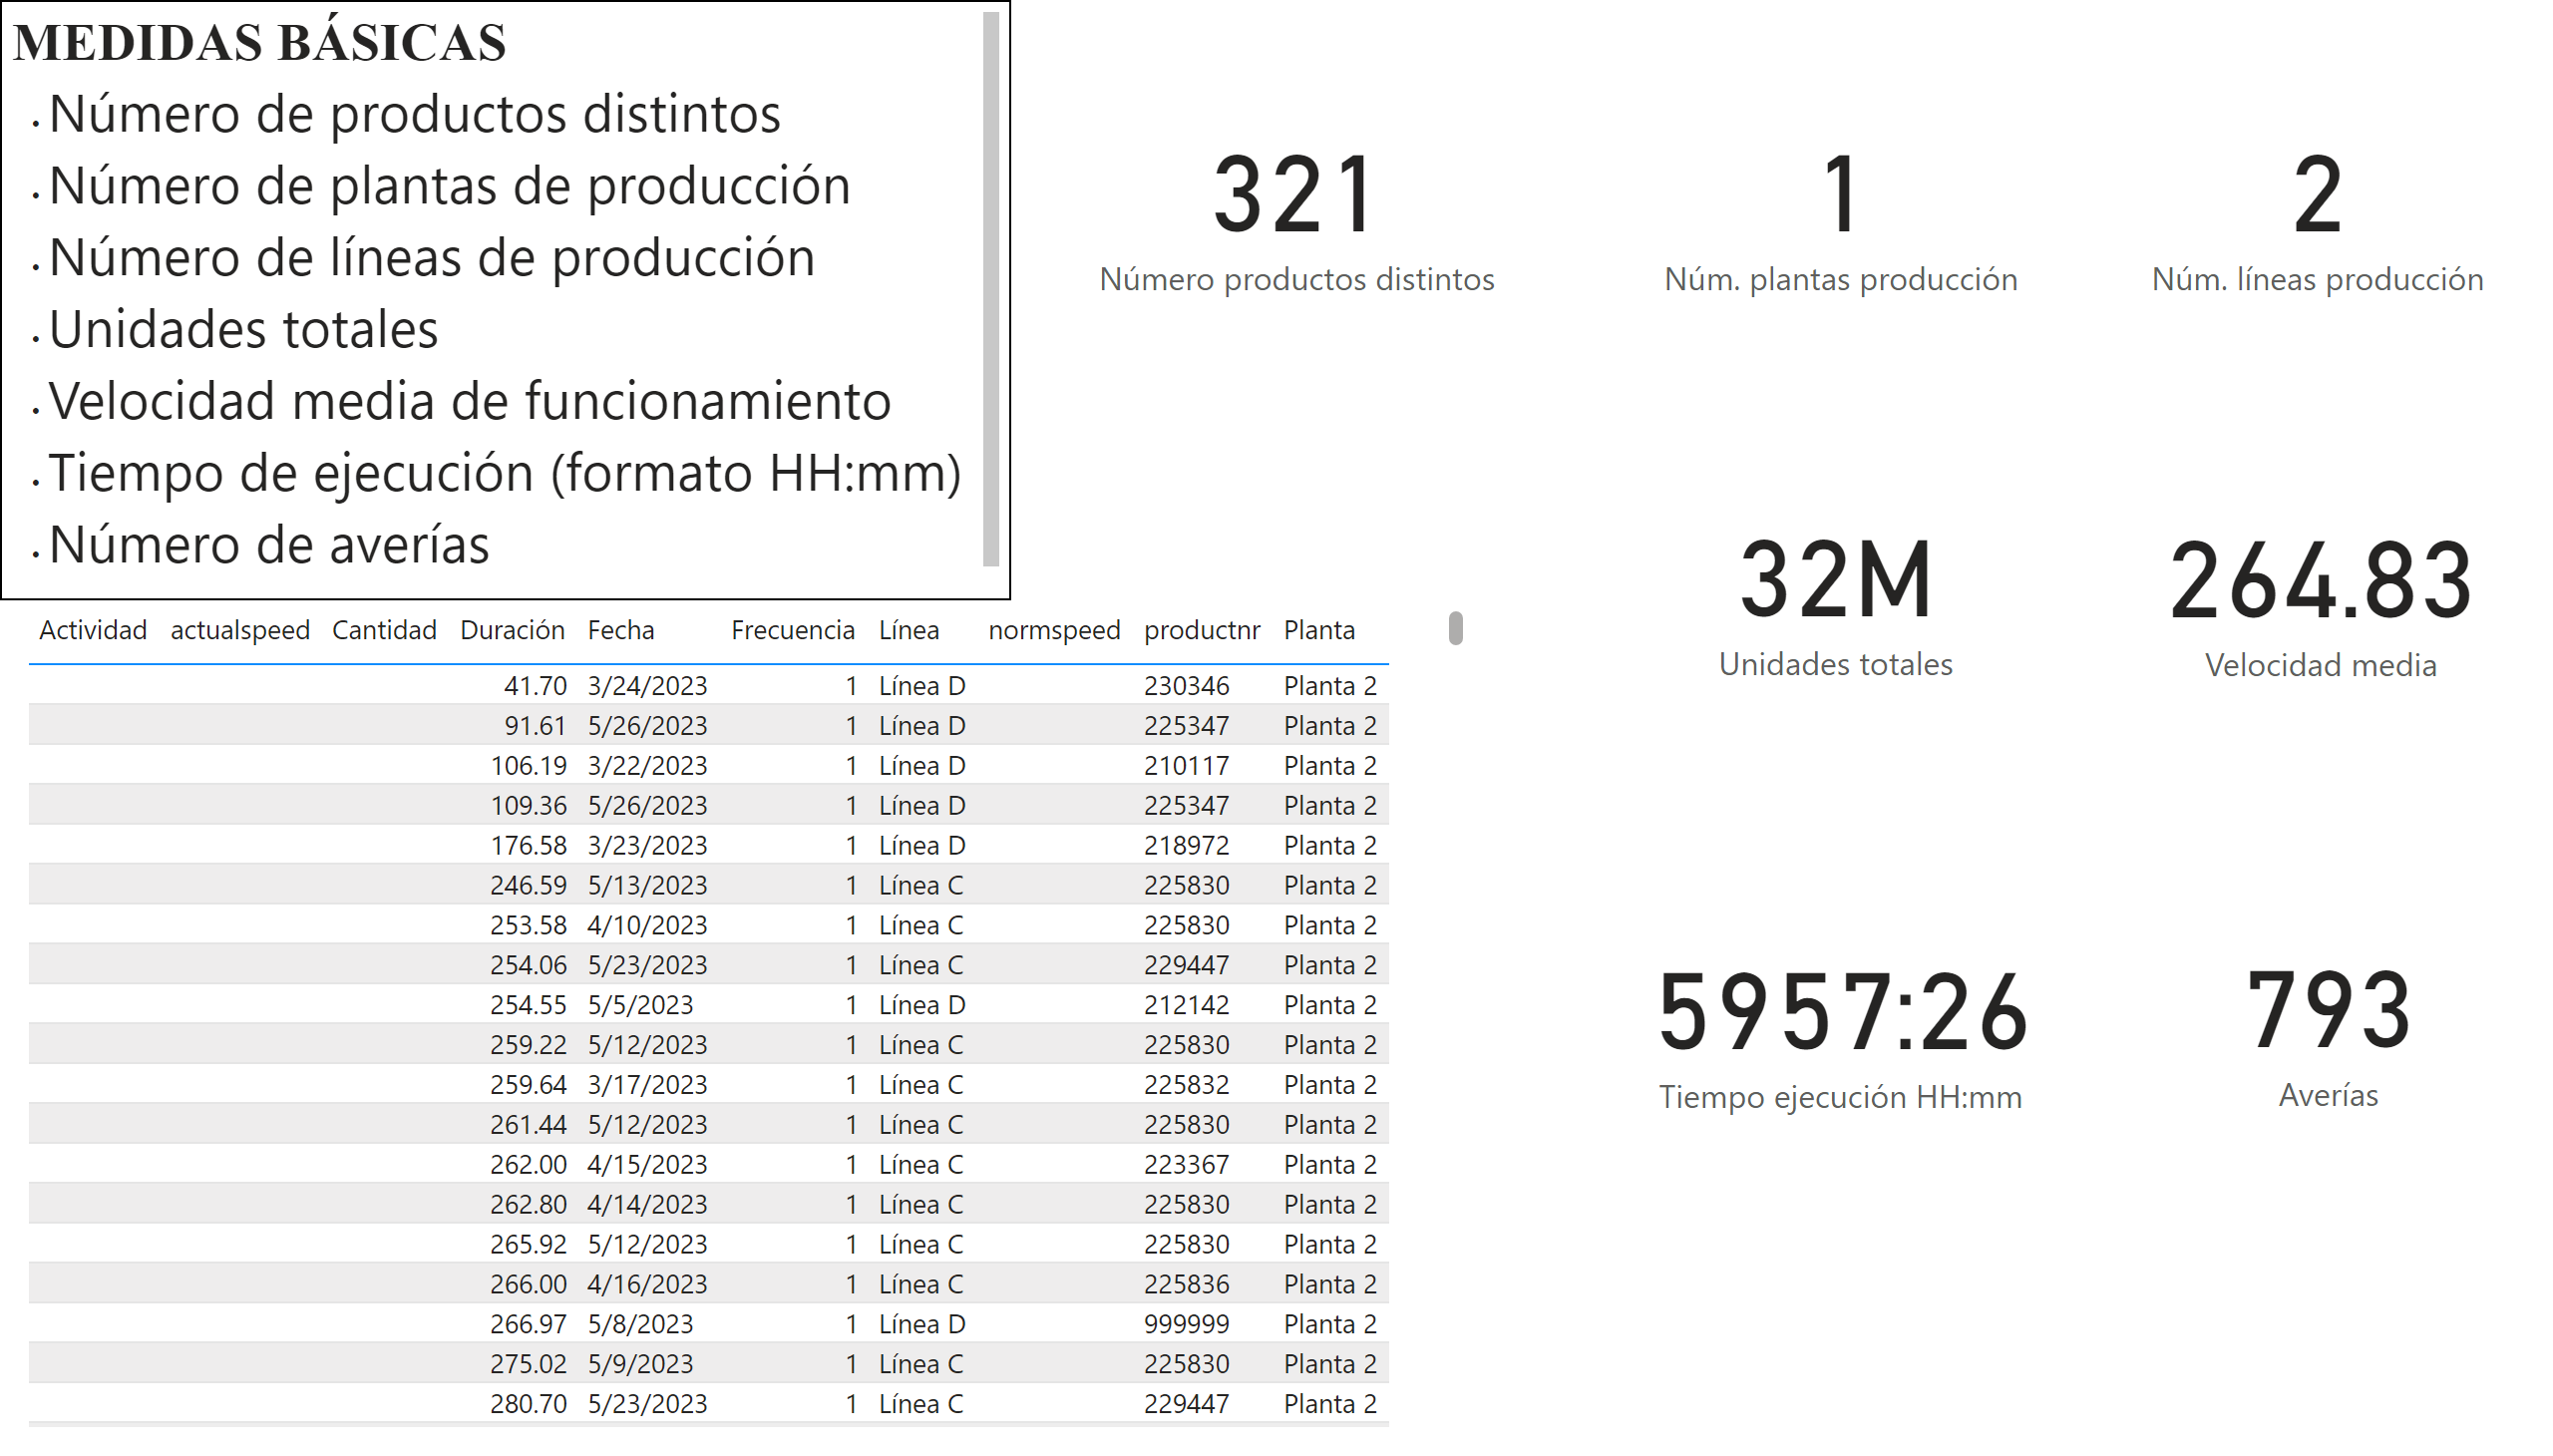 MEDIDAS BÁSICAS
• Número de productos distintos
• Número de plantas de producción
• Número de líneas de producción
• Unidades totales
• Velocidad media de funcionamiento
• Tiempo de ejecución (formato HH:mm)
• Número de averías
321
Número productos distintos
1
Núm. plantas producción
2
Núm. líneas producción
32M
Unidades totales
264.83
Velocidad media
5957:26
Tiempo ejecución HH:mm
793
Averías
Actividad actualspeed Cantidad Duración Fecha Frecuencia Línea normspeed productnr Planta
41.70 3/24/2023 1 Línea D 230346 Planta 2
91.61 5/26/2023 1 Línea D 225347 Planta 2
106.19 3/22/2023 1 Línea D 210117 Planta 2
109.36 5/26/2023 1 Línea D 225347 Planta 2
176.58 3/23/2023 1 Línea D 218972 Planta 2
246.59 5/13/2023 1 Línea C 225830 Planta 2
253.58 4/10/2023 1 Línea C 225830 Planta 2
254.06 5/23/2023 1 Línea C 229447 Planta 2
254.55 5/5/2023 1 Línea D 212142 Planta 2
259.22 5/12/2023 1 Línea C 225830 Planta 2
259.64 3/17/2023 1 Línea C 225832 Planta 2
261.44 5/12/2023 1 Línea C 225830 Planta 2
262.00 4/15/2023 1 Línea C 223367 Planta 2
262.80 4/14/2023 1 Línea C 225830 Planta 2
265.92 5/12/2023 1 Línea C 225830 Planta 2
266.00 4/16/2023 1 Línea C 225836 Planta 2
266.97 5/8/2023 1 Línea D 999999 Planta 2
275.02 5/9/2023 1 Línea C 225830 Planta 2
280.70 5/23/2023 1 Línea C 229447 Planta 2